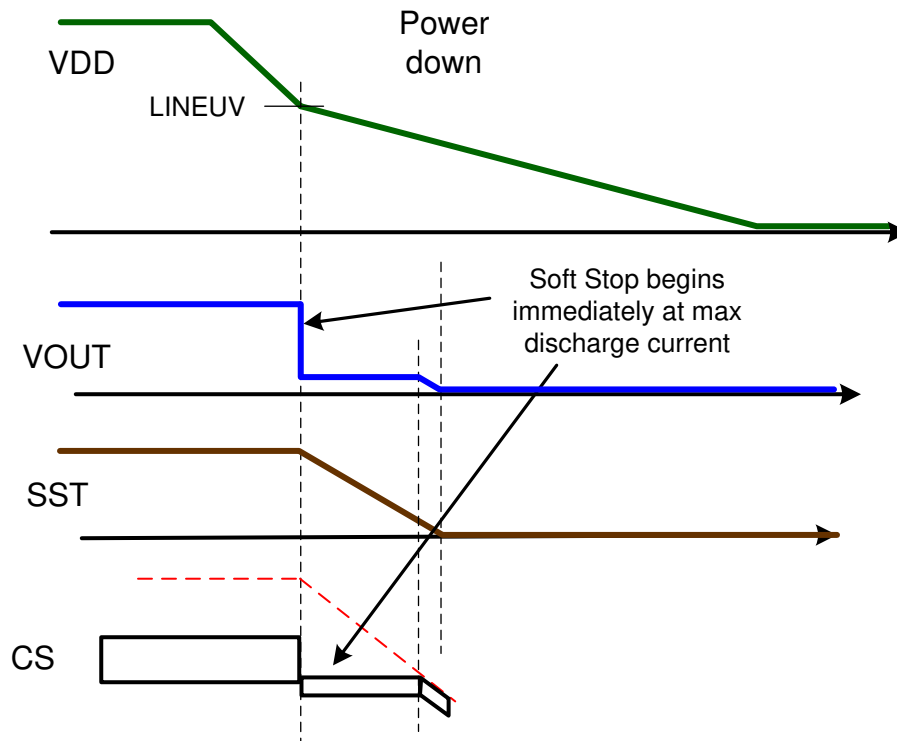 Power
down
VDD
LINEUV
Soft Stop begins
immediately at max
discharge current
VOUT
SST
CS